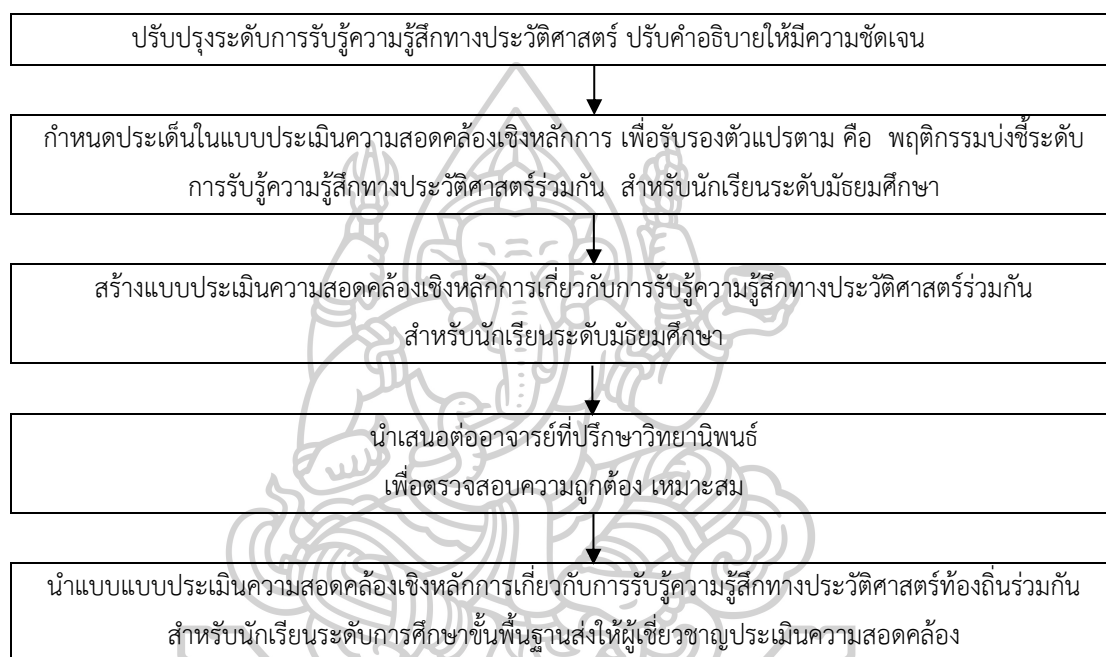 ปรับปรุงระดับการรับรู้ความรู้สึกทางประวัติศาสตร์ ปรับคำอธิบายให้มีความชัดเจน
กำหนดประเด็นในแบบประเมินความสอดคล้องเชิงหลักการ เพื่อรับรองตัวแปรตาม คือ พฤติกรรมบ่งชี้ระดับ
การรับรู้ความรู้สึกทางประวัติศาสตร์ร่วมกัน สำหรับนักเรียนระดับมัธยมศึกษา
สร้างแบบประเมินความสอดคล้องเชิงหลักการเกี่ยวกับการรับรู้ความรู้สึกทางประวัติศาสตร์ร่วมกัน
สำหรับนักเรียนระดับมัธยมศึกษา
นำเสนอต่ออาจารย์ที่ปรึกษาวิทยานิพนธ์
เพื่อตรวจสอบความถูกต้อง เหมาะสม
นำแบบแบบประเมินความสอดคล้องเชิงหลักการเกี่ยวกับการรับรู้ความรู้สึกทางประวัติศาสตร์ท้องถิ่นร่วมกัน
สำหรับนักเรียนระดับการศึกษาขั้นพื้นฐานส่งให้ผู้เชี่ยวชาญประเมินความสอดคล้อง